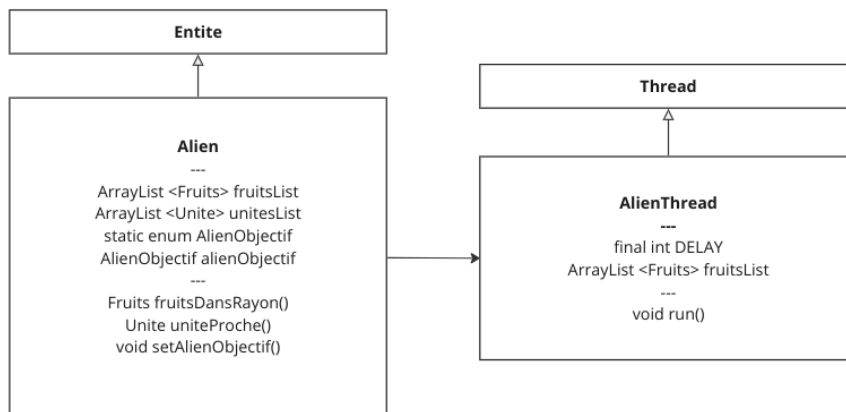 Entite
Alien
---
ArrayList <Fruits> fruitsList
ArrayList <Unite> unitesList
static enum AlienObjectif
AlienObjectif alienObjectif
---
Fruits fruitsDansRayon()
Unite uniteProche()
void setAlienObjectif()
Thread
AlienThread
---
final int DELAY
ArrayList <Fruits> fruitsList
---
void run()